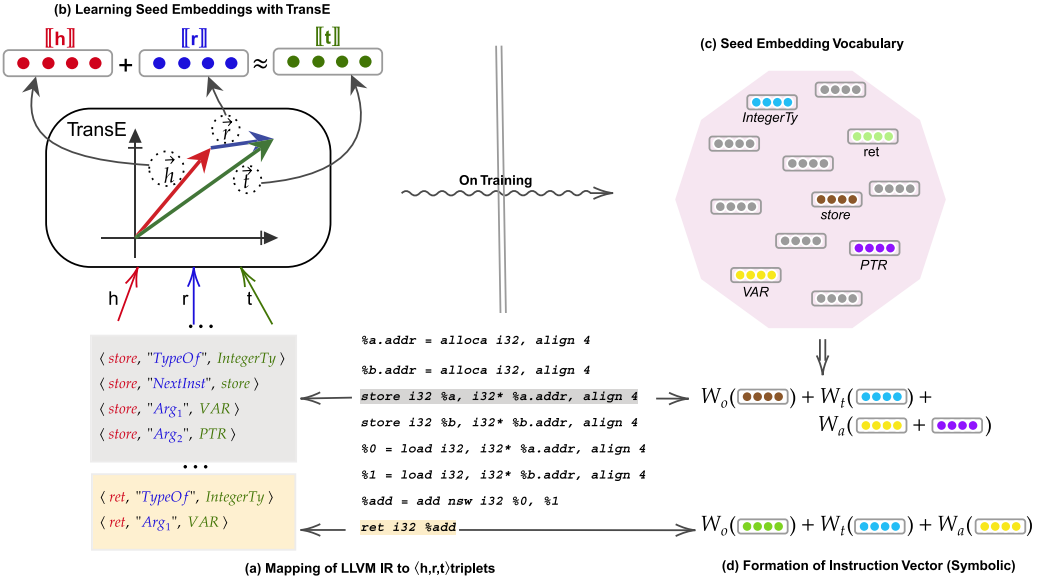 (b) Learning Seed Embeddings with TransE
⟦h⟧ ⟦r⟧ ⟦t⟧
+ ≈
TransE
r⃗
h⃗
t⃗
h r t
...
⟨ store, "TypeOf", IntegerTy ⟩
⟨ store, "NextInst", store ⟩
⟨ store, "Arg₁", VAR ⟩
⟨ store, "Arg₂", PTR ⟩
...
⟨ ret, "TypeOf", IntegerTy ⟩
⟨ ret, "Arg₁", VAR ⟩
On Training
%a.addr = alloca i32, align 4
%b.addr = alloca i32, align 4
store i32 %a, i32* %a.addr, align 4
store i32 %b, i32* %b.addr, align 4
%0 = load i32, i32* %a.addr, align 4
%1 = load i32, i32* %b.addr, align 4
%add = add nsw i32 %0, %1
ret i32 %add
(a) Mapping of LLVM IR to ⟨h,r,t⟩triplets
(c) Seed Embedding Vocabulary
IntegerTy
ret
store
PTR
VAR
Wₒ( ) + Wₜ( ) +
Wₐ( + )
Wₒ( ) + Wₜ( ) + Wₐ( )
(d) Formation of Instruction Vector (Symbolic)